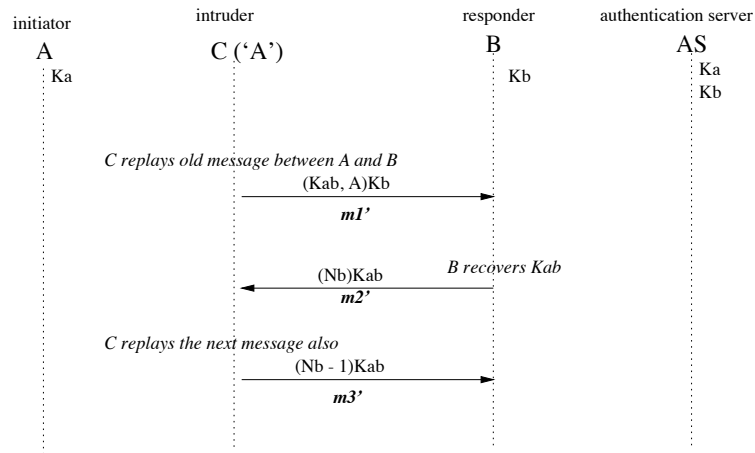 initiator
intruder
responder
authentication server
A
C (‘A’)
B
AS
Ka
Kb
Ka
Kb
C replays old message between A and B
(Kab, A)Kb
m1’
(Nb)Kab
B recovers Kab
m2’
C replays the next message also
(Nb - 1)Kab
m3’